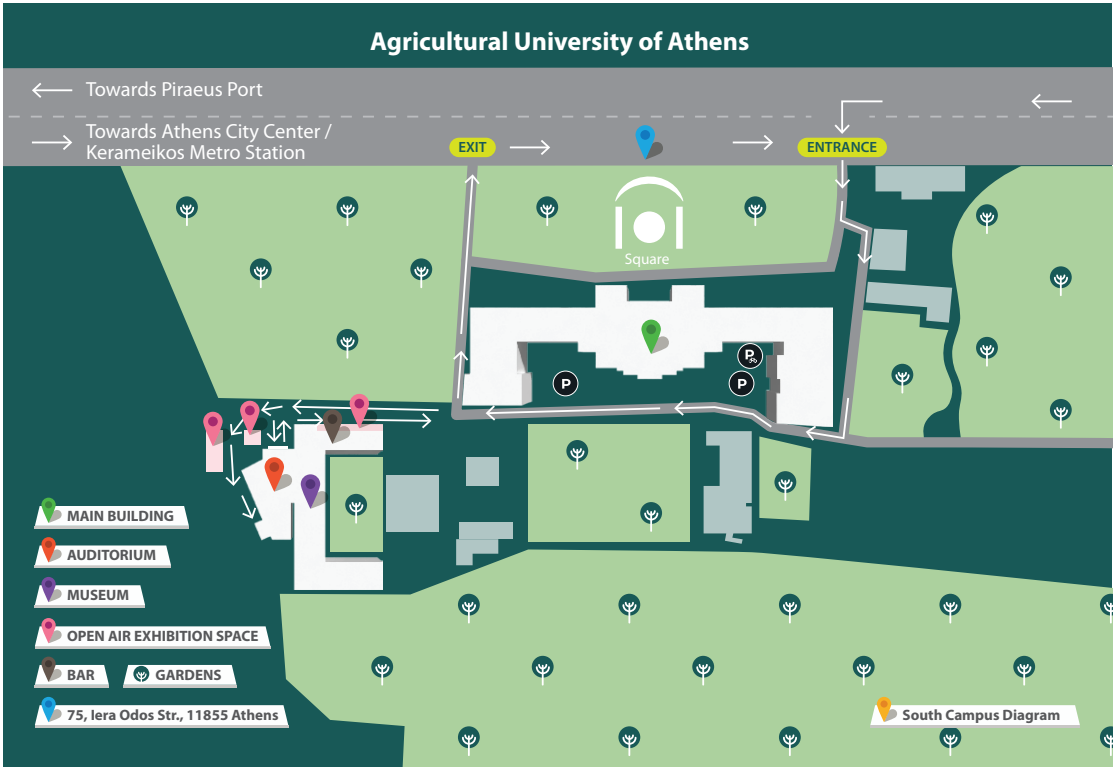 Agricultural University of Athens
Towards Piraeus Port
Towards Athens City Center /
Kerameikos Metro Station
EXIT
ENTRANCE
Square
P
P
P
MAIN BUILDING
AUDITORIUM
MUSEUM
OPEN AIR EXHIBITION SPACE
BAR
GARDENS
75, Iera Odos Str., 11855 Athens
South Campus Diagram